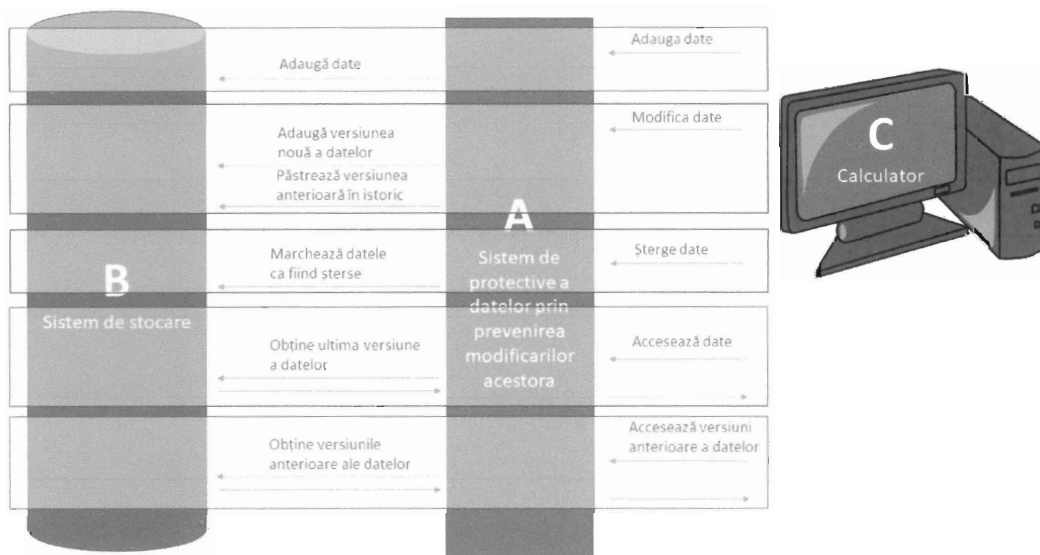 Adauga date
Adaugă date
Modifica date
Adaugă versiunea
nouă a datelor
Păstrează versiunea
anterioară în istoric
C
Calculator
A
Sistem de
protective a
datelor prin
prevenirea
modificarilor
acestora
B
Sistem de stocare
Șterge date
Marchează datele
ca fiind șterse
Accesează date
Obține ultima versiune
a datelor
Accesează versiuni
anterioare a datelor
Obține versiunile
anterioare ale datelor